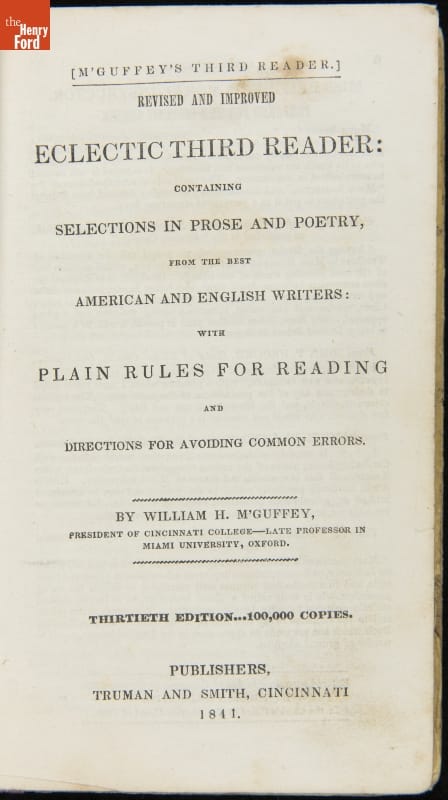 the
Henry
Ford
[M'GUFFEY'S THIRD READER.]
REVISED AND IMPROVED
ECLECTIC THIRD READER:
CONTAINING
SELECTIONS IN PROSE AND POETRY,
FROM THE BEST
AMERICAN AND ENGLISH WRITERS:
WITH
PLAIN RULES FOR READING
AND
DIRECTIONS FOR AVOIDING COMMON ERRORS.
BY WILLIAM H. M'GUFFEY,
PRESIDENT OF CINCINNATI COLLEGE—LATE PROFESSOR IN
MIAMI UNIVERSITY, OXFORD.
THIRTIETH EDITION...100,000 COPIES.
PUBLISHERS,
TRUMAN AND SMITH, CINCINNATI
1841.